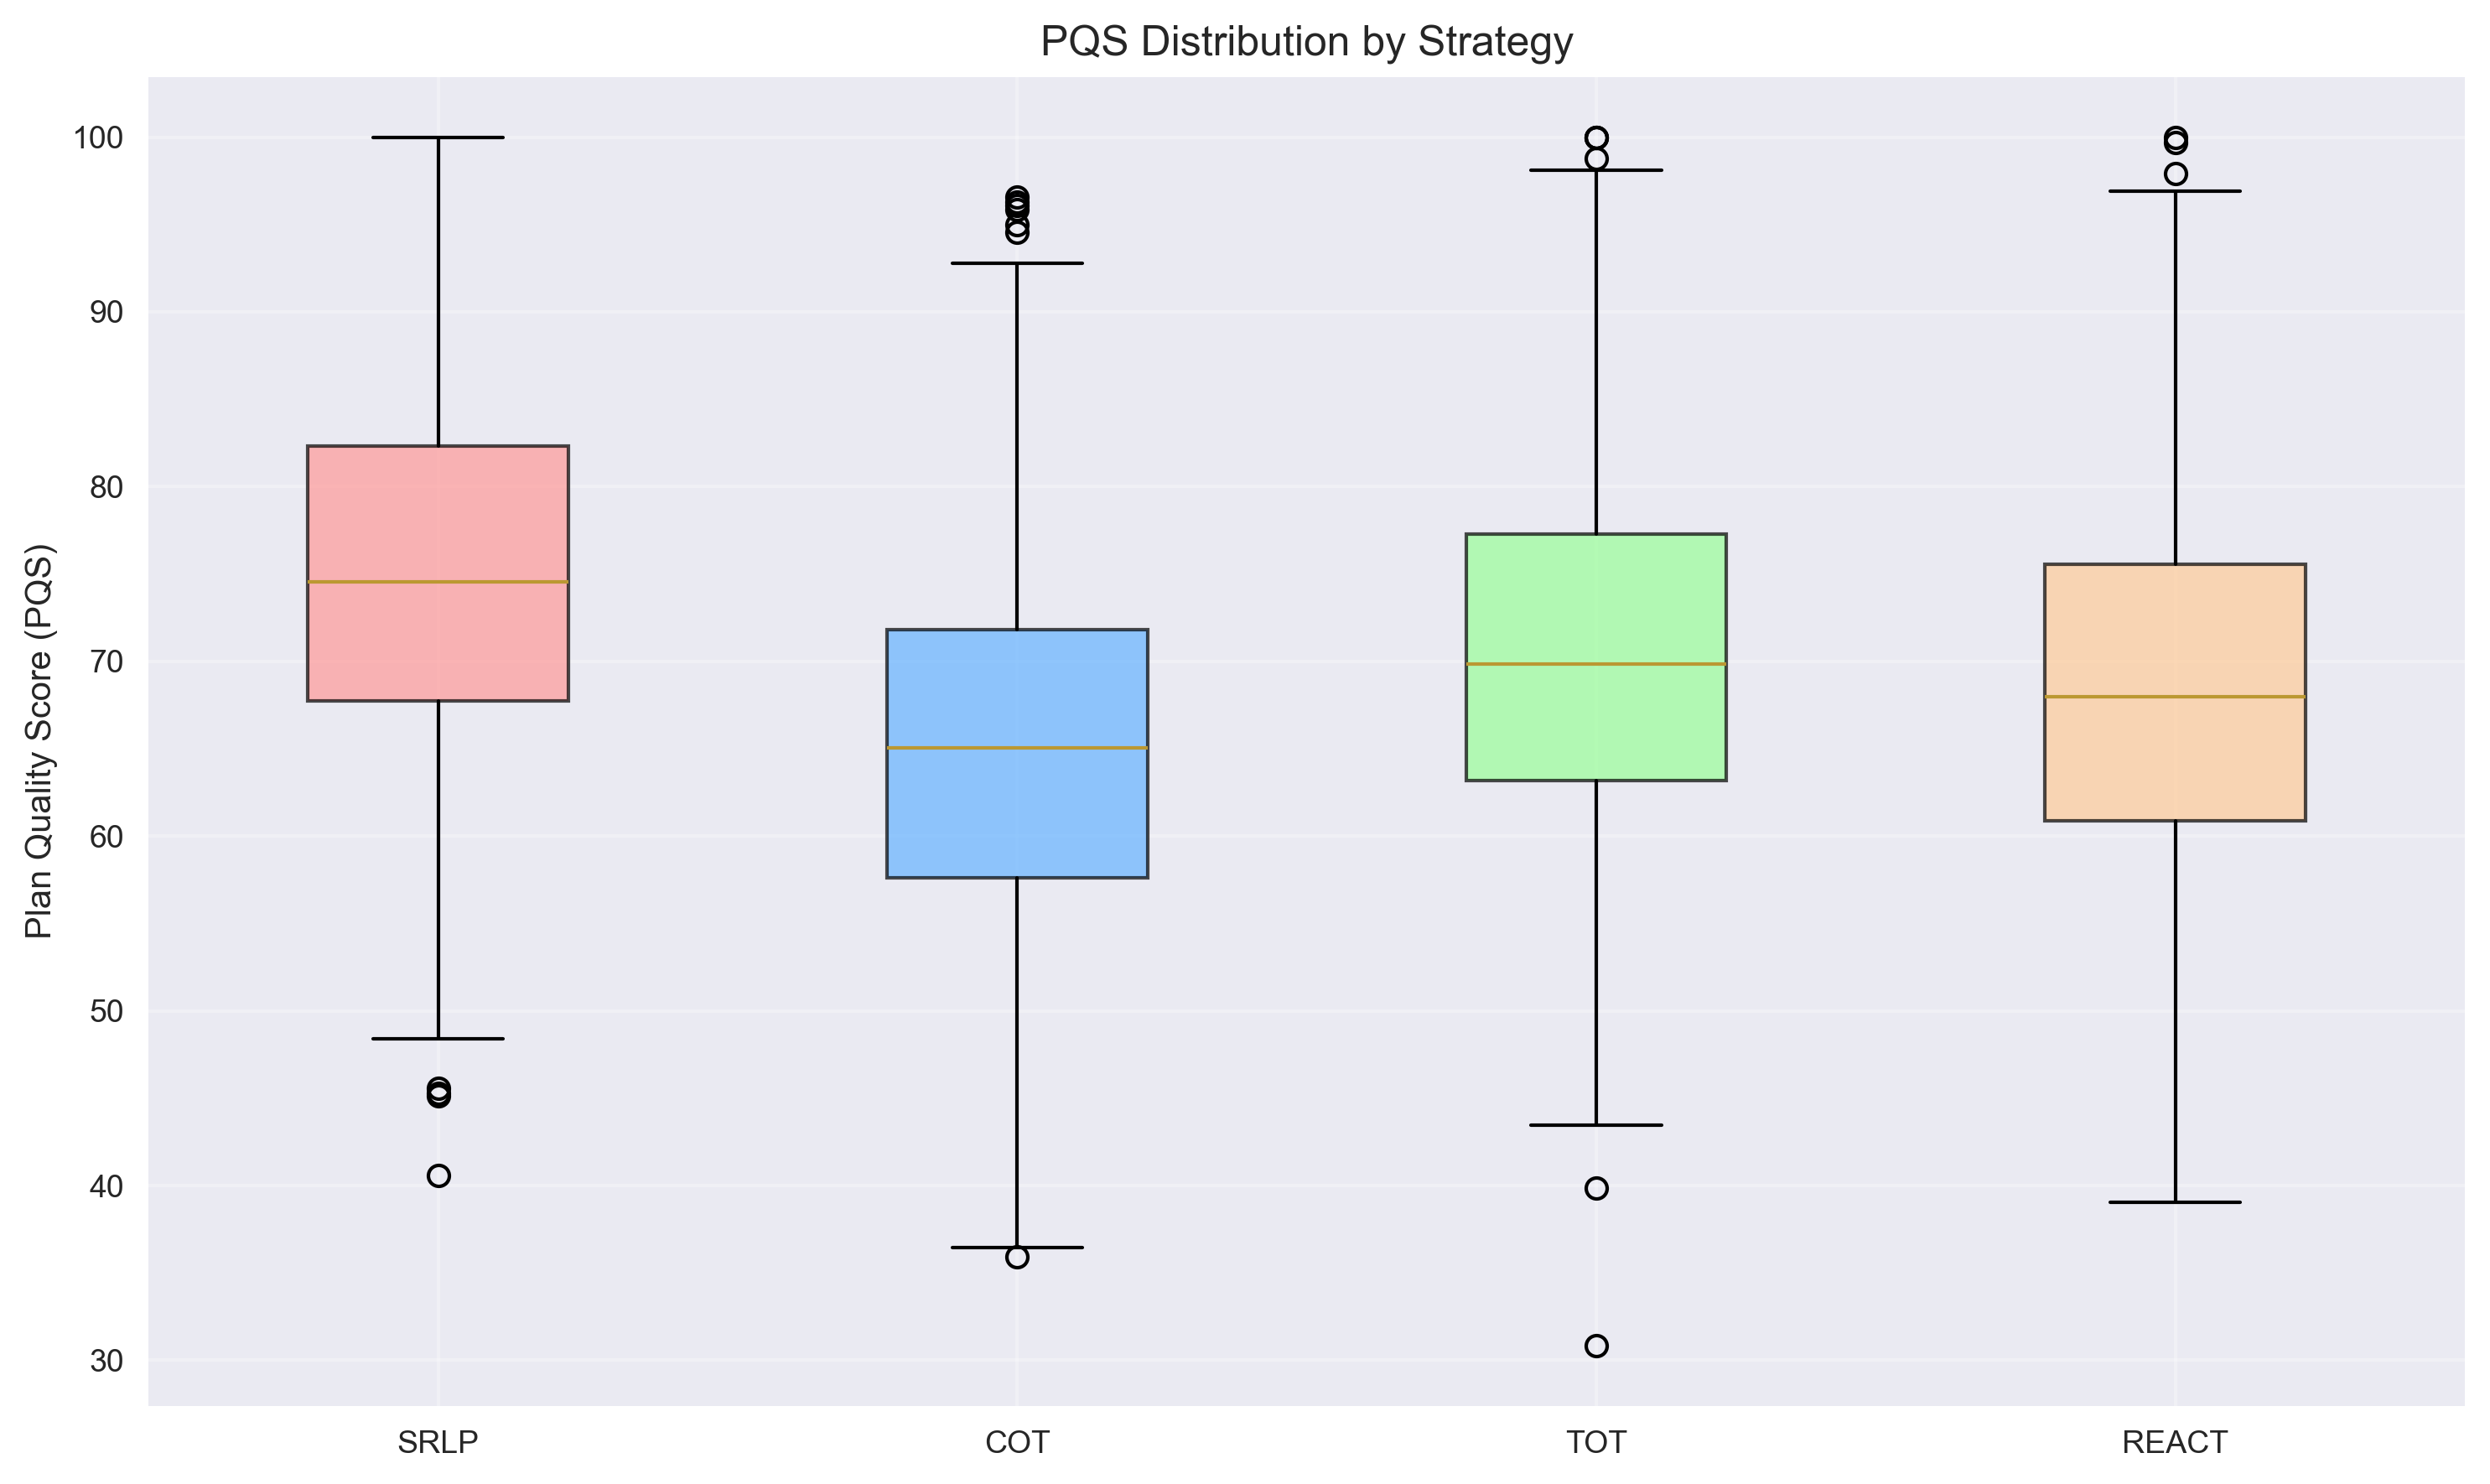 PQS Distribution by Strategy
Plan Quality Score (PQS)
100
90
80
70
60
50
40
30
SRLP
COT
TOT
REACT